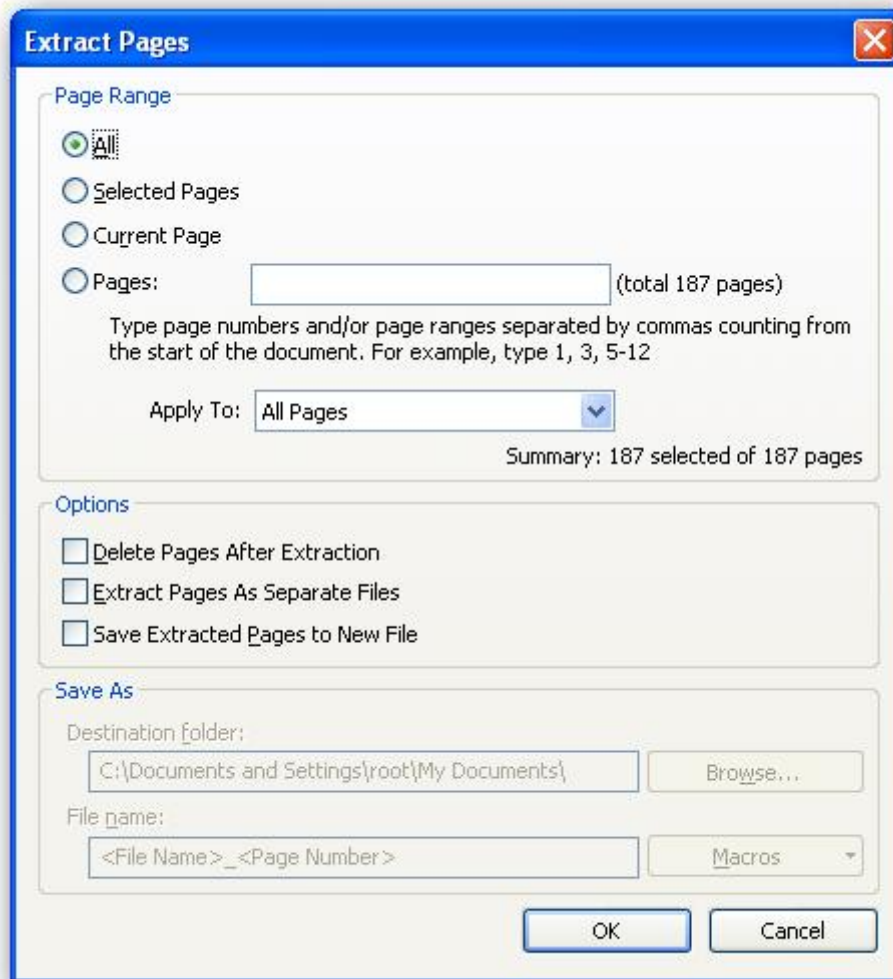 Extract Pages
Page Range
All
Selected Pages
Current Page
Pages: (total 187 pages)
Type page numbers and/or page ranges separated by commas counting from
the start of the document. For example, type 1, 3, 5-12
Apply To: All Pages
Summary: 187 selected of 187 pages
Options
Delete Pages After Extraction
Extract Pages As Separate Files
Save Extracted Pages to New File
Save As
Destination folder:
C:\Documents and Settings\root\My Documents\ Browse...
File name:
<File Name>_<Page Number> Macros
OK Cancel